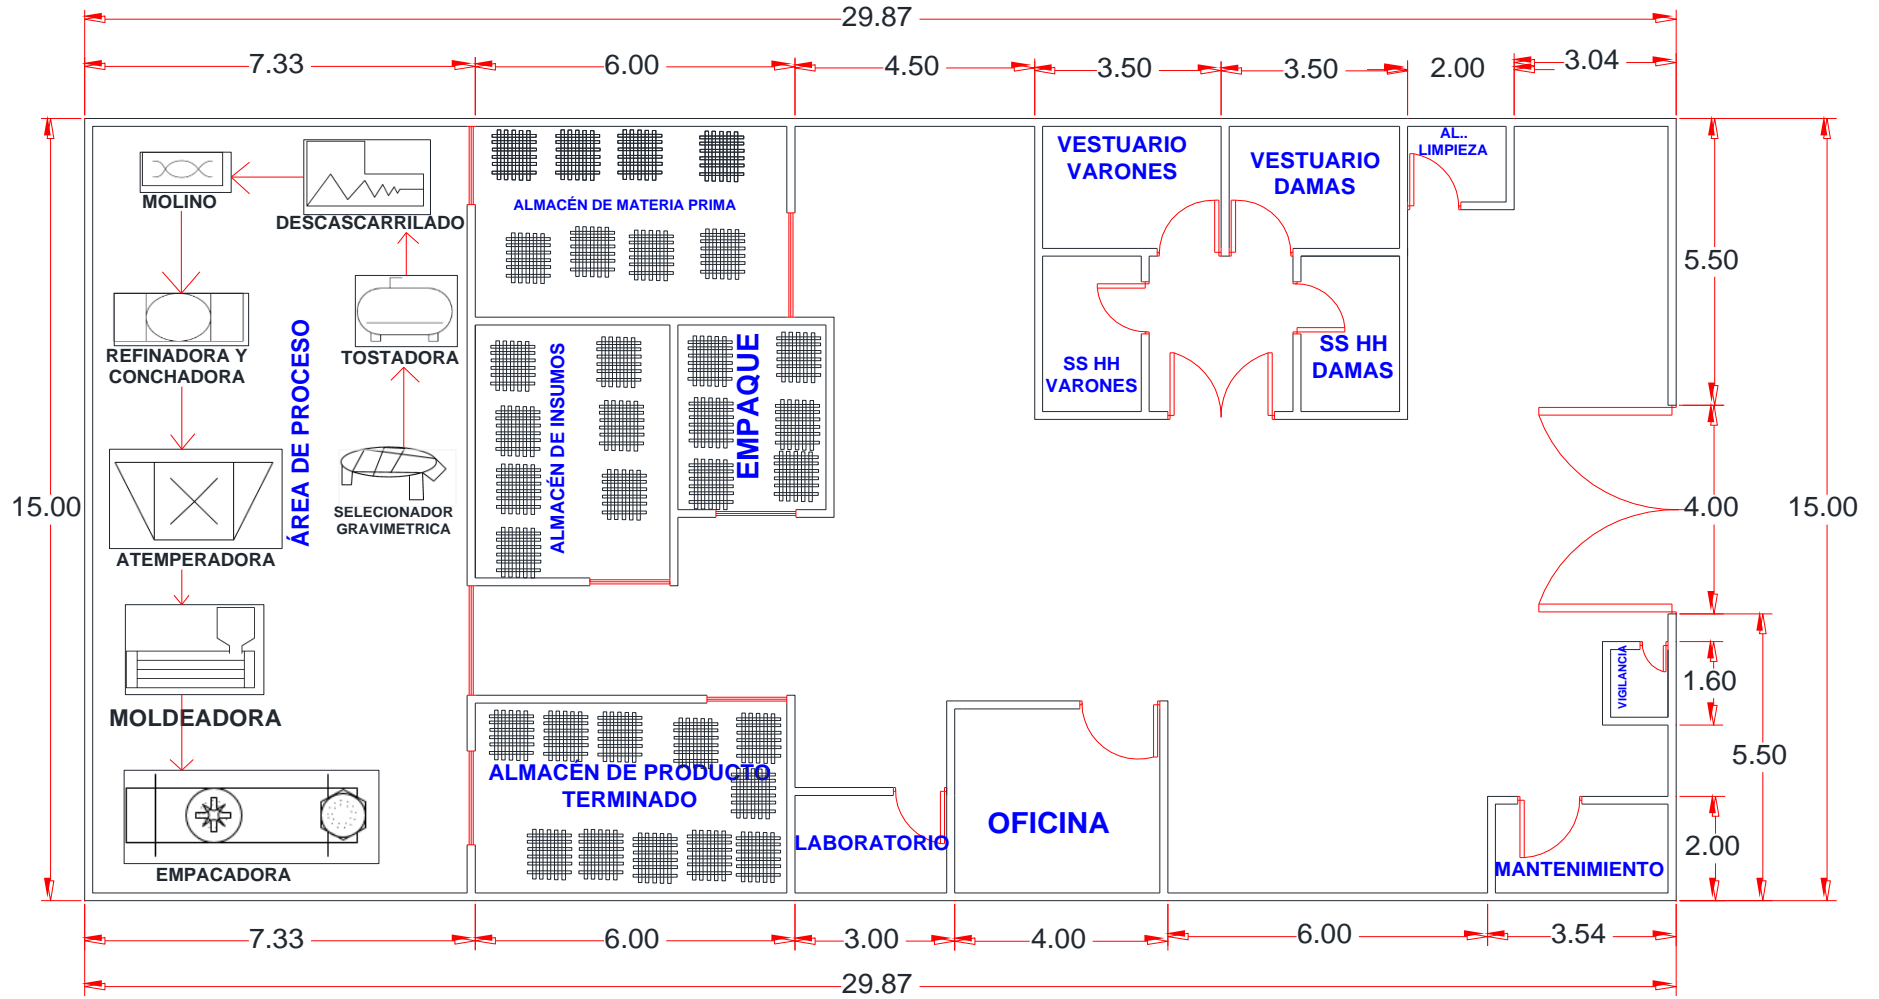 29.87
7.33
6.00
4.50
3.50
3.50
2.00
3.04
VESTUARIO
VARONES
VESTUARIO
DAMAS
AL..
LIMPIEZA
MOLINO
DESCASCARRILADO
ALMACÉN DE MATERIA PRIMA
5.50
REFINADORA Y
CONCHADORA
TOSTADORA
ÁREA DE PROCESO
ALMACÉN DE INSUMOS
EMPAQUE
SS HH
VARONES
SS HH
DAMAS
15.00
SELECIONADOR
GRAVIMETRICA
4.00
15.00
ATEMPERADORA
VIGILANCIA
1.60
MOLDEADORA
5.50
ALMACÉN DE PRODUCTO
TERMINADO
OFICINA
LABORATORIO
2.00
MANTENIMIENTO
EMPACADORA
7.33
6.00
3.00
4.00
6.00
3.54
29.87